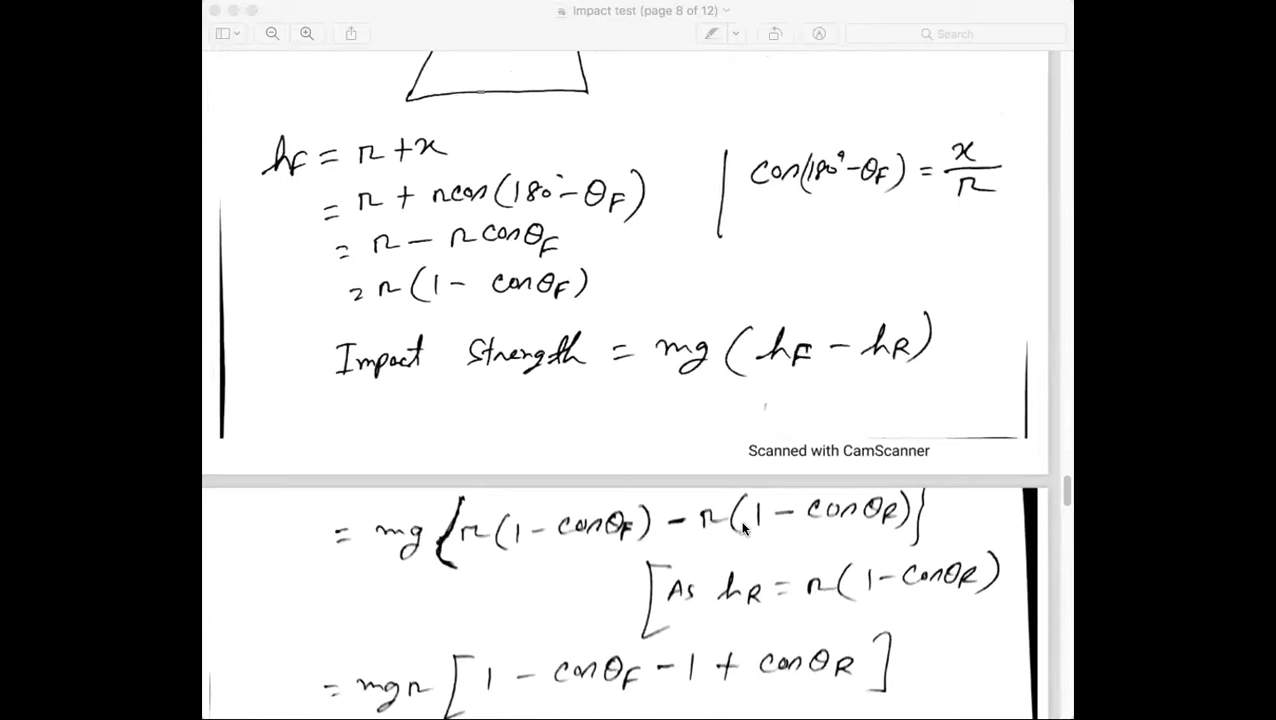 Impact test (page 8 of 12)
Search
hF = r + x
= r + r cos(180° - θF)
= r - r cosθF
= r (1 - cosθF)
cos(180° - θF) = x/r
Impact Strength = mg (hF - hR)
Scanned with CamScanner
= mg {r(1 - cosθF) - r(1 - cosθR)}
[As hR = r(1 - cosθR)
= mgr [1 - cosθF - 1 + cosθR]